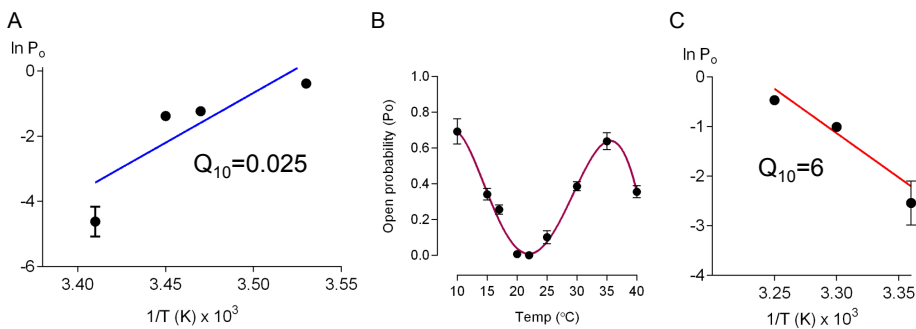 A
ln Pₒ
0
-2
-4
-6
Q₁₀=0.025
3.40
3.45
3.50
3.55
1/T (K) x 10³
B
Open probability (Po)
1.0
0.8
0.6
0.4
0.2
0.0
10
15
20
25
30
35
40
Temp (°C)
C
ln Pₒ
0
-1
-2
-3
-4
Q₁₀=6
3.25
3.30
3.35
1/T (K) x 10³